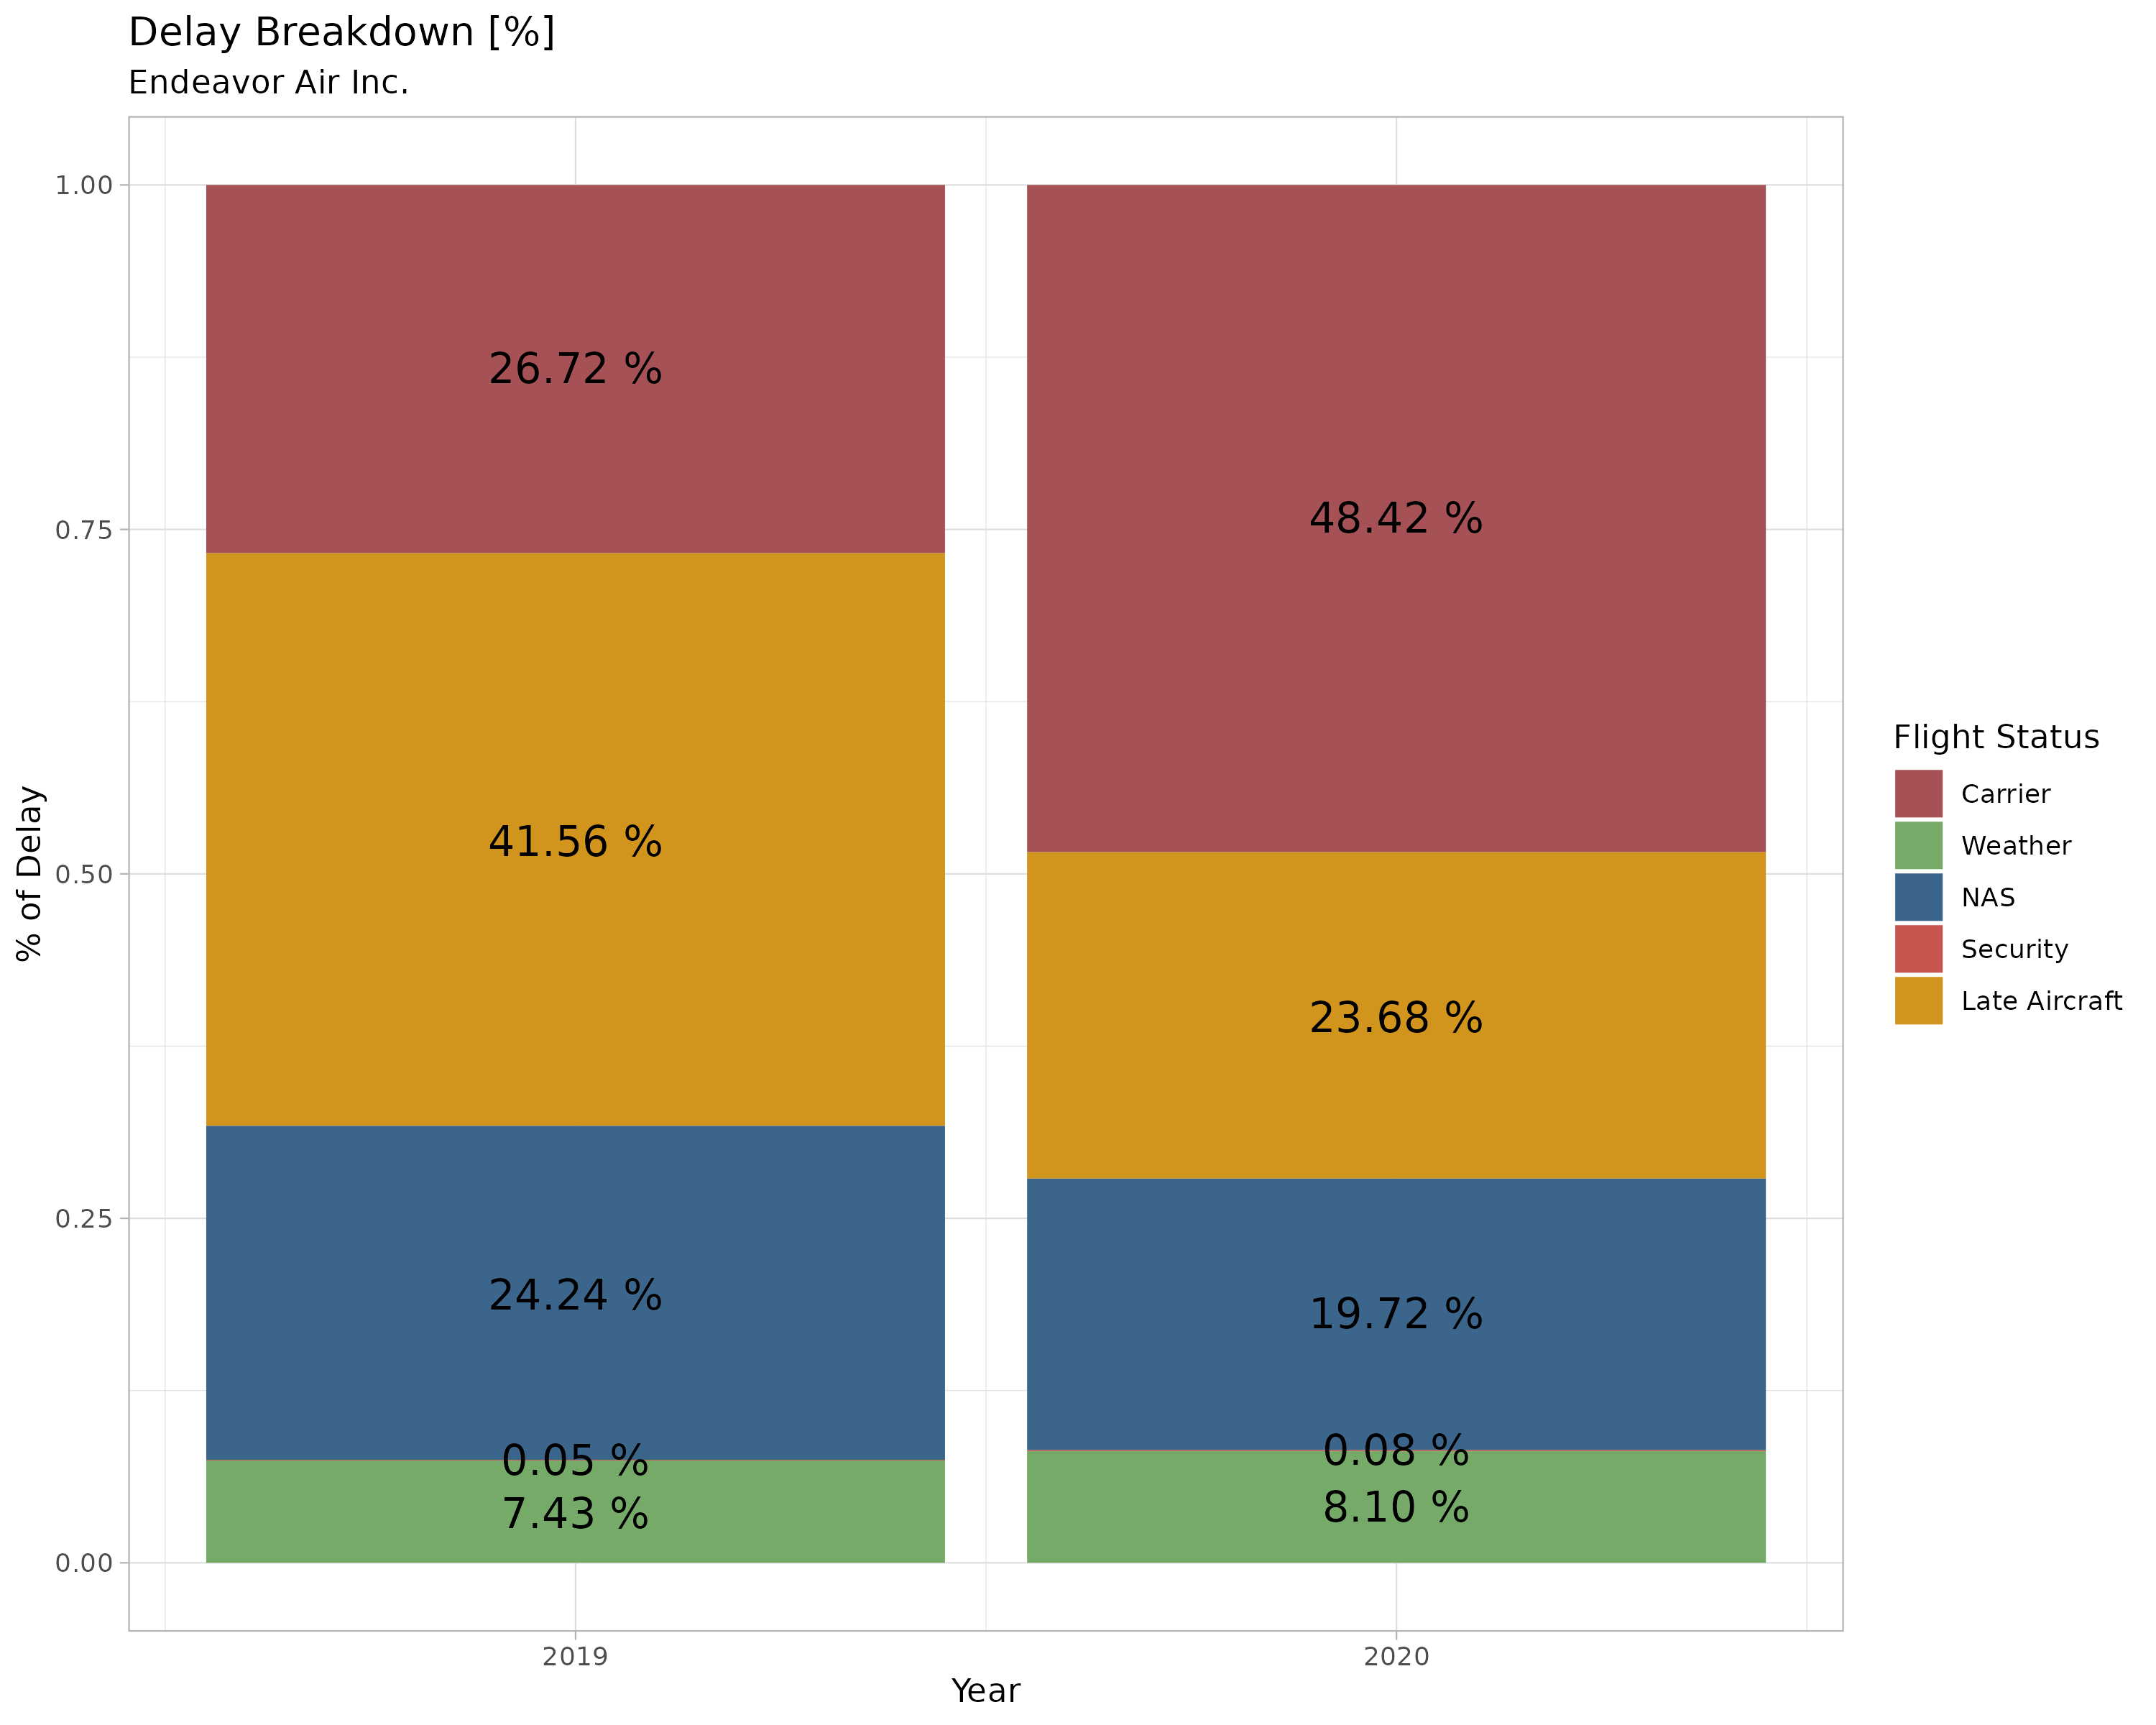 Delay Breakdown [%]
Endeavor Air Inc.
% of Delay
1.00
0.75
0.50
0.25
0.00
26.72 %
41.56 %
24.24 %
0.05 %
7.43 %
48.42 %
23.68 %
19.72 %
0.08 %
8.10 %
2019
2020
Year
Flight Status
Carrier
Weather
NAS
Security
Late Aircraft